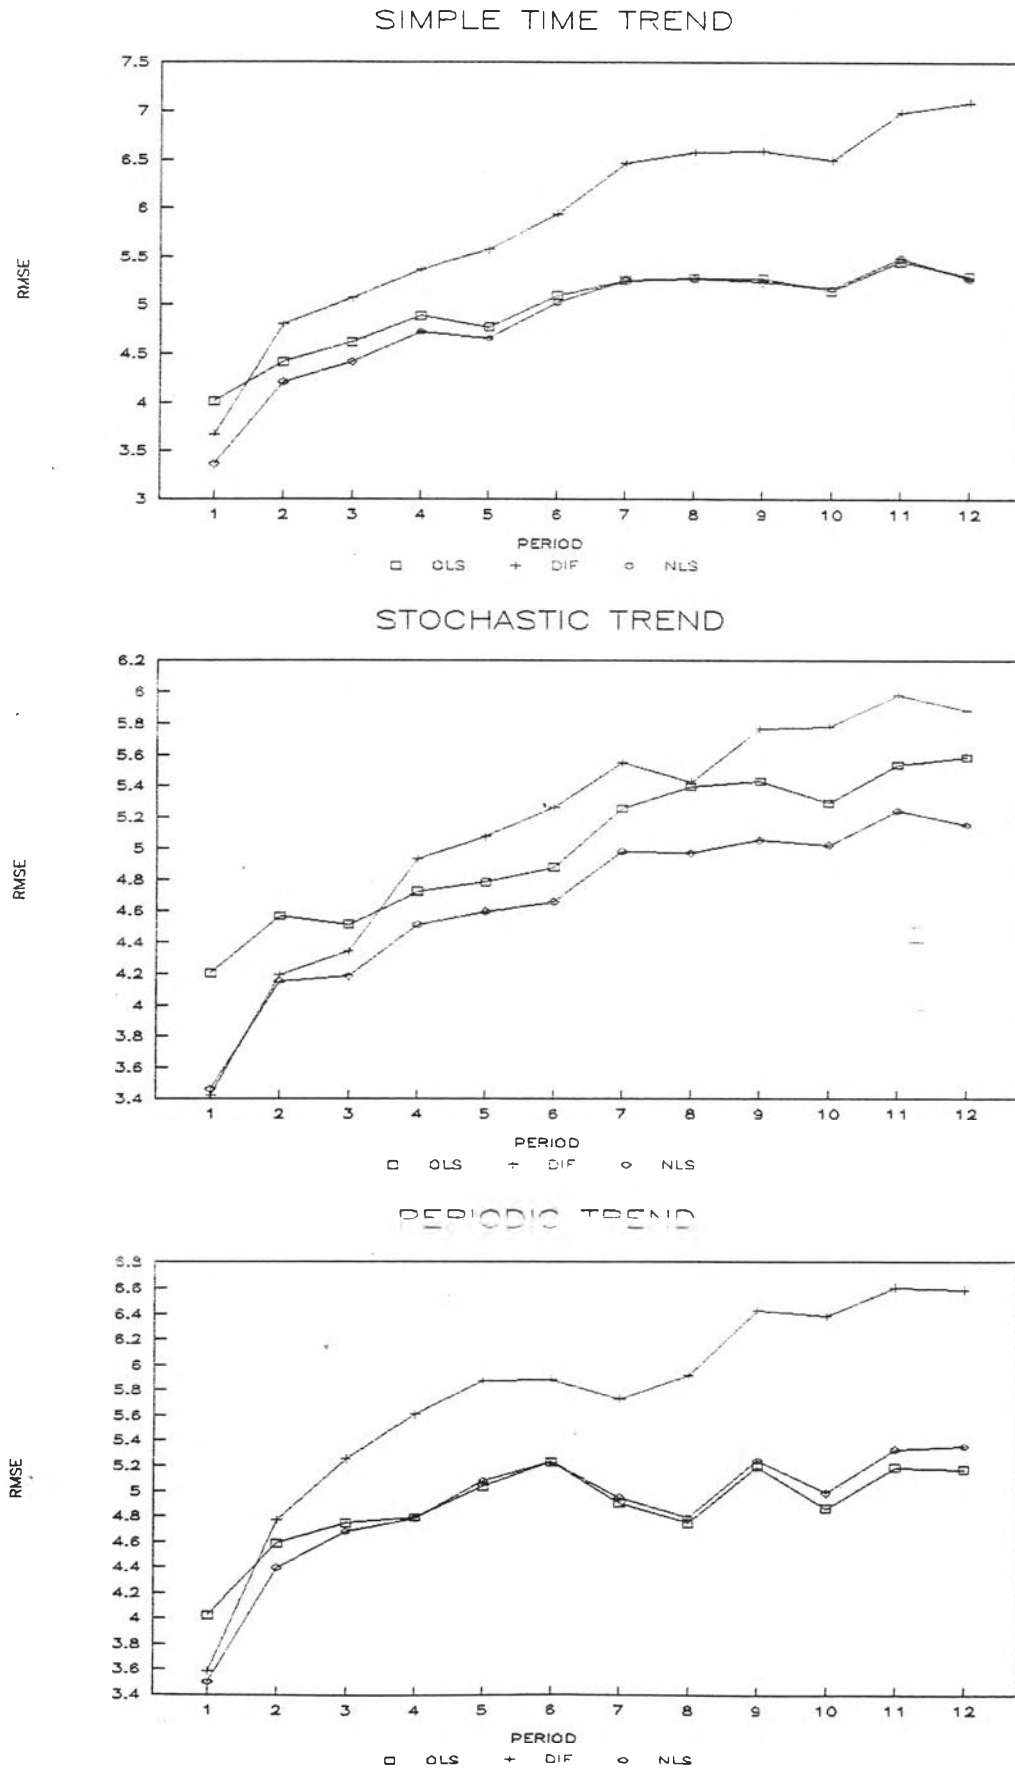 SIMPLE TIME TREND
7.5
7
6.5
6
5.5
5
4.5
4
3.5
3
RMSE
1 2 3 4 5 6 7 8 9 10 11 12
PERIOD
OLS DIF NLS
STOCHASTIC TREND
6.2
6
5.8
5.6
5.4
5.2
5
4.8
4.6
4.4
4.2
4
3.8
3.6
3.4
RMSE
1 2 3 4 5 6 7 8 9 10 11 12
PERIOD
OLS DIF NLS
PERIODIC TREND
6.8
6.6
6.4
6.2
6
5.8
5.6
5.4
5.2
5
4.8
4.6
4.4
4.2
4
3.8
3.6
3.4
RMSE
1 2 3 4 5 6 7 8 9 10 11 12
PERIOD
OLS DIF NLS